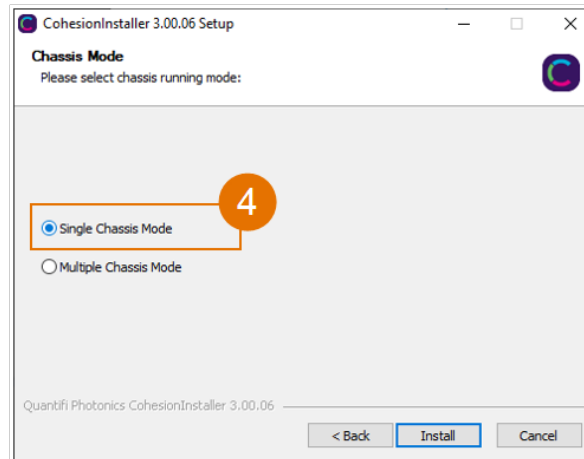 CohesionInstaller 3.00.06 Setup
Chassis Mode
Please select chassis running mode:
4
Single Chassis Mode
Multiple Chassis Mode
Quantifi Photonics CohesionInstaller 3.00.06
< Back Install Cancel